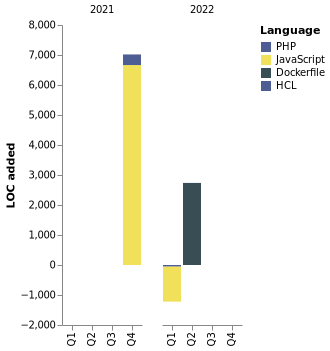 2021
2022
Language
PHP
JavaScript
Dockerfile
HCL
LOC added
8,000
7,000
6,000
5,000
4,000
3,000
2,000
1,000
0
−1,000
−2,000
Q1
Q2
Q3
Q4
Q1
Q2
Q3
Q4